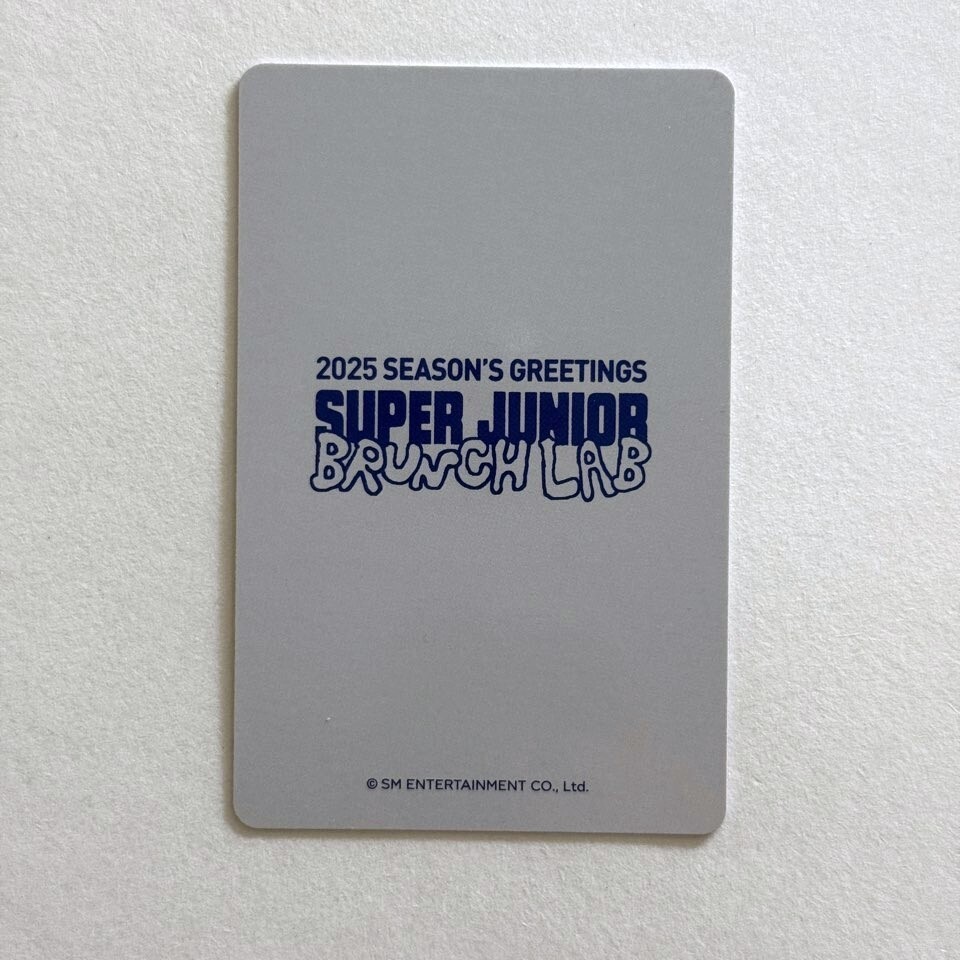 2025 SEASON'S GREETINGS
SUPER JUNIOR
BRUNCH LAB
© SM ENTERTAINMENT CO., Ltd.